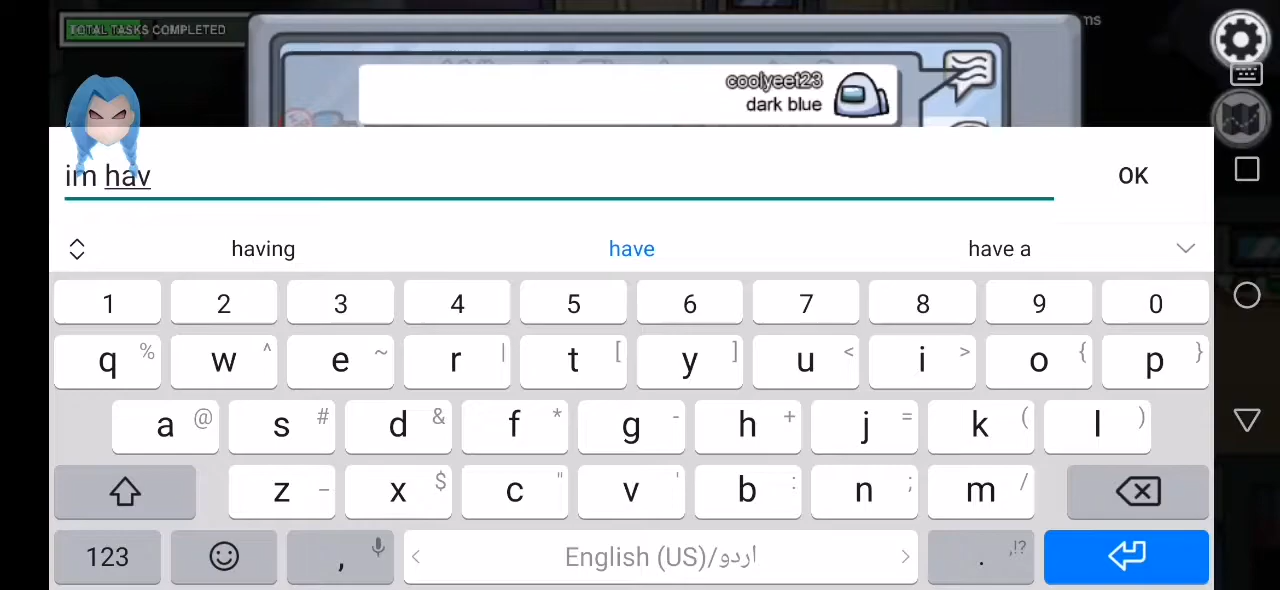 TOTAL TASKS COMPLETED
ms
coolyeet23
dark blue
im hav
OK
having have have a
1 2 3 4 5 6 7 8 9 0
q % w ^ e ~ r | t [ y ] u < i > o { p }
a @ s # d & f * g - h + j = k ( l )
z _ x $ c " v ' b : n ; m /
123 , < English (US)/اردو > . ,!?